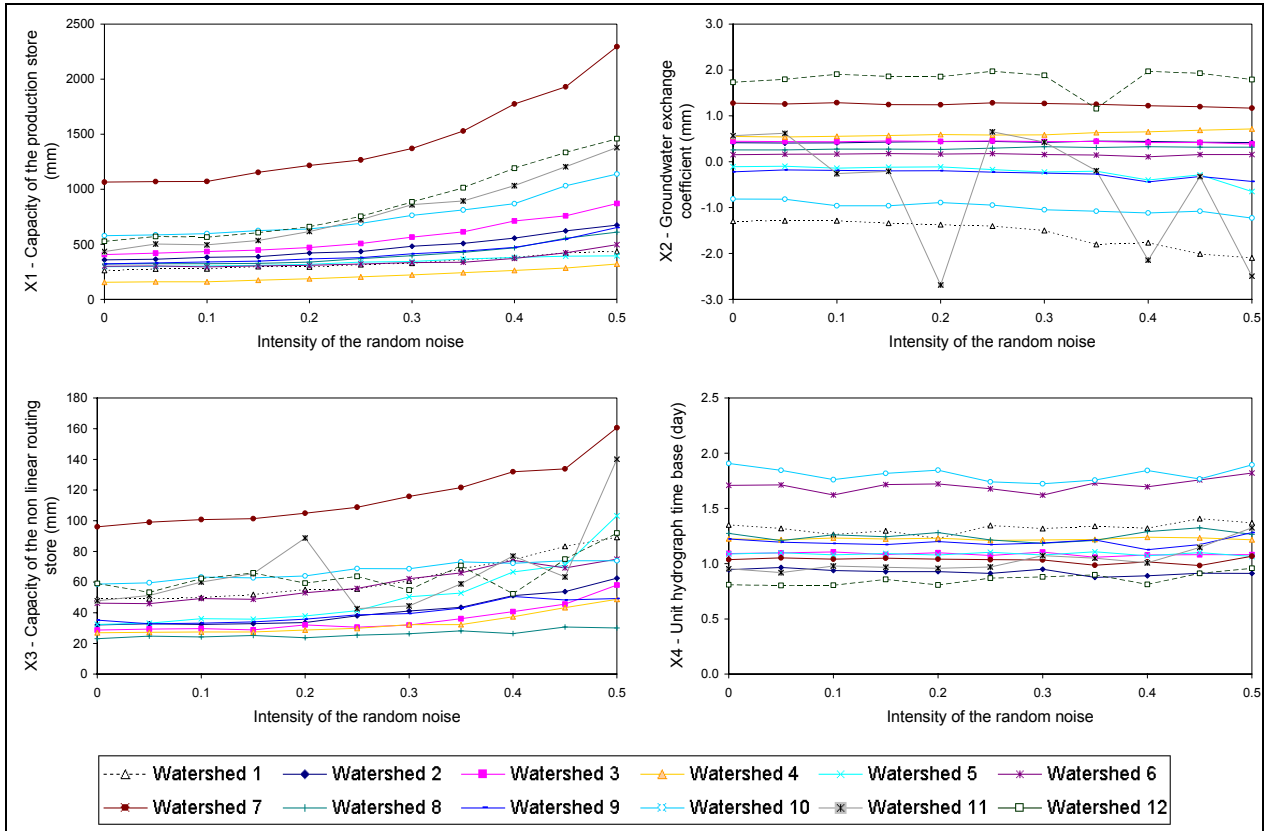 X1 - Capacity of the production store
(mm)
2500
2000
1500
1000
500
0
0
0.1
0.2
0.3
0.4
0.5
Intensity of the random noise
X2 - Groundwater exchange
coefficient (mm)
3.0
2.0
1.0
0.0
-1.0
-2.0
-3.0
0
0.1
0.2
0.3
0.4
0.5
Intensity of the random noise
X3 - Capacity of the non linear routing
store (mm)
180
160
140
120
100
80
60
40
20
0
0
0.1
0.2
0.3
0.4
0.5
Intensity of the random noise
X4 - Unit hydrograph time base (day)
2.5
2.0
1.5
1.0
0.5
0.0
0
0.1
0.2
0.3
0.4
0.5
Intensity of the random noise
Watershed 1
Watershed 2
Watershed 3
Watershed 4
Watershed 5
Watershed 6
Watershed 7
Watershed 8
Watershed 9
Watershed 10
Watershed 11
Watershed 12